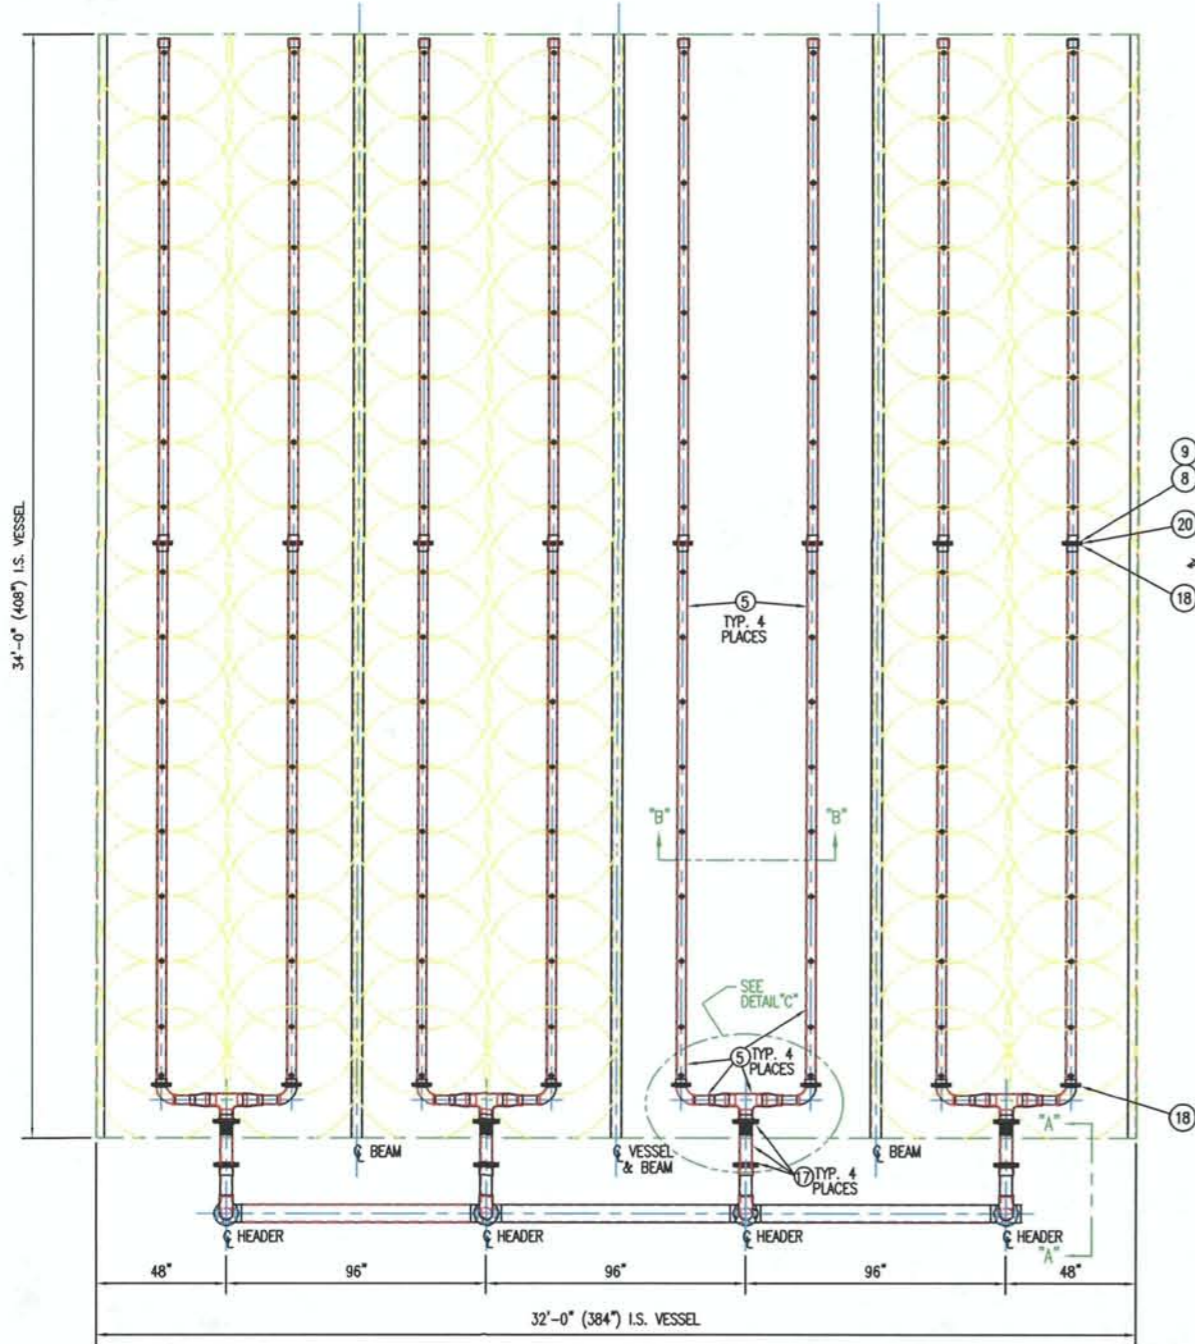 9
8
20
18
34'-0" (408") I.S. VESSEL
5
TYP. 4
PLACES
"B" "B"
SEE
DETAIL "C"
5 TYP. 4
PLACES
18
"A"
℄ BEAM
℄ VESSEL
& BEAM
℄ BEAM
17 TYP. 4
PLACES
℄ HEADER
℄ HEADER
℄ HEADER
℄ HEADER
"A"
48" 96" 96" 96" 48"
32'-0" (384") I.S. VESSEL